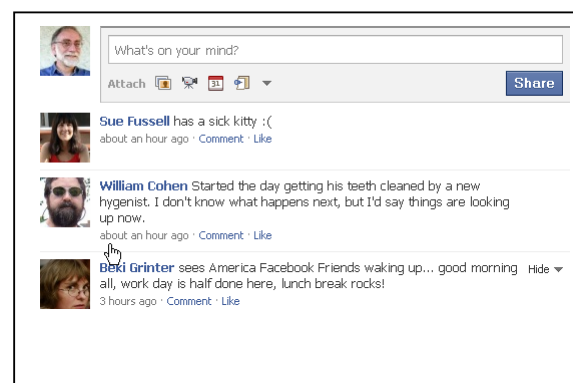 What's on your mind?
Attach 31 Share
Sue Fussell has a sick kitty :(
about an hour ago · Comment · Like
William Cohen Started the day getting his teeth cleaned by a new
hygenist. I don't know what happens next, but I'd say things are looking
up now.
about an hour ago · Comment · Like
Beki Grinter sees America Facebook Friends waking up... good morning Hide
all, work day is half done here, lunch break rocks!
3 hours ago · Comment · Like